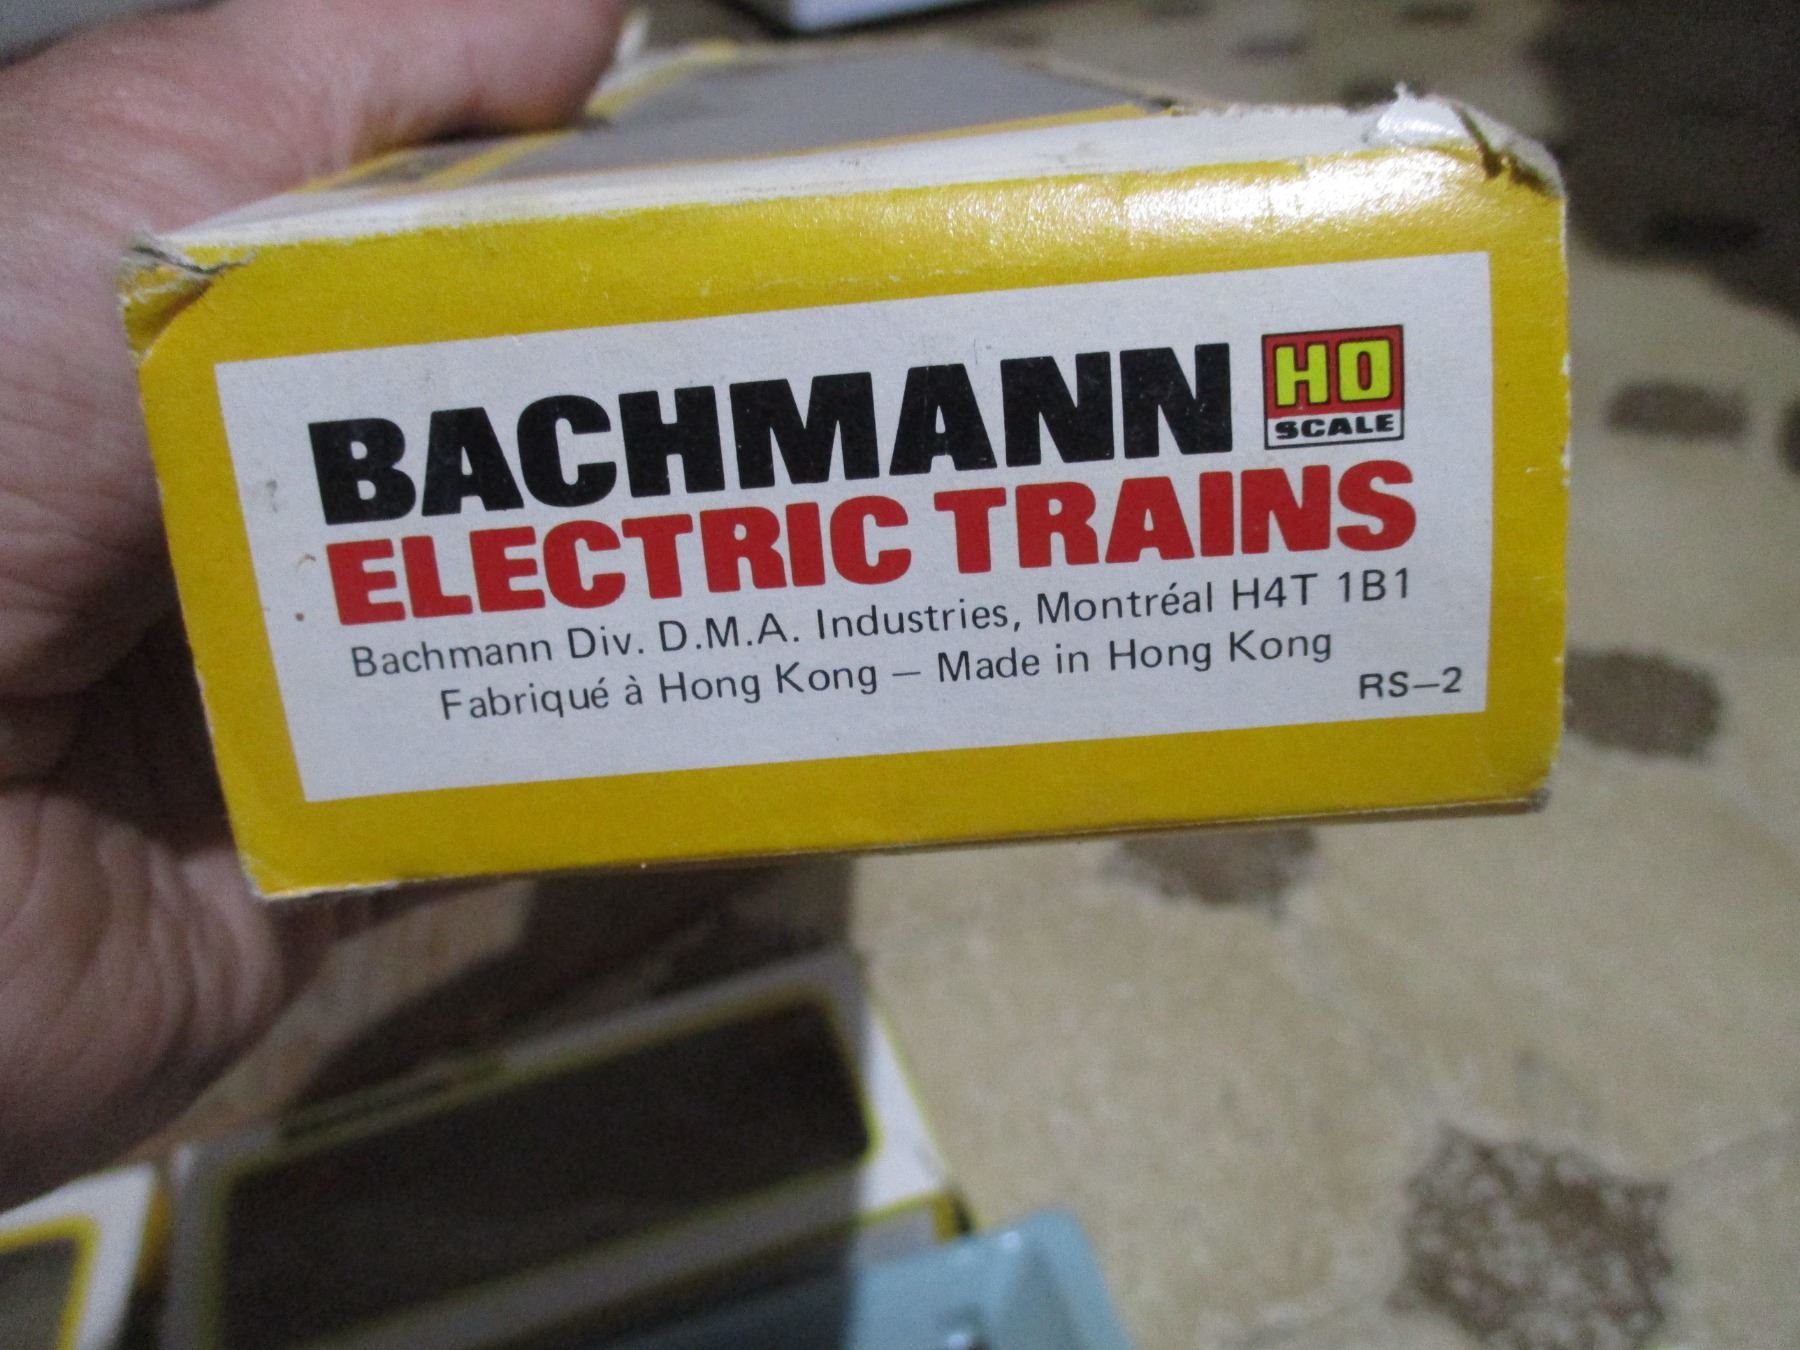 BACHMANN HO
SCALE
ELECTRIC TRAINS
Bachmann Div. D.M.A. Industries, Montréal H4T 1B1
Fabriqué à Hong Kong — Made in Hong Kong
RS—2